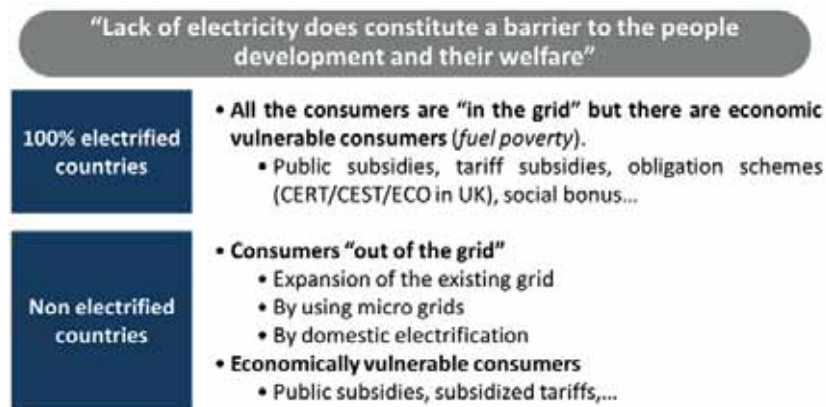 “Lack of electricity does constitute a barrier to the people
development and their welfare”
100% electrified
countries
• All the consumers are “in the grid” but there are economic
vulnerable consumers (fuel poverty).
• Public subsidies, tariff subsidies, obligation schemes
(CERT/CEST/ECO in UK), social bonus...
Non electrified
countries
• Consumers “out of the grid”
• Expansion of the existing grid
• By using micro grids
• By domestic electrification
• Economically vulnerable consumers
• Public subsidies, subsidized tariffs,...